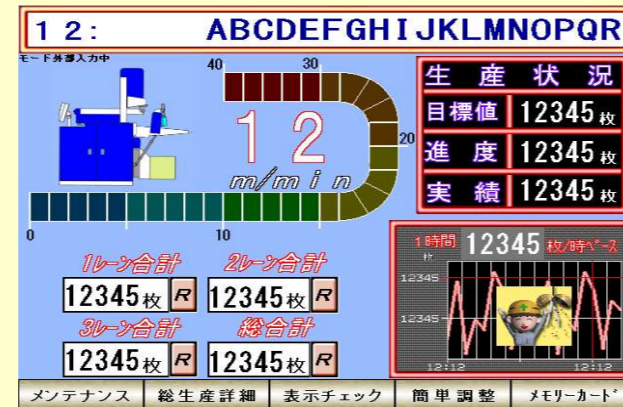 12: ABCDEFGHIJKLMNOPQR
モード外部入力中
40 30
12
m/min
20
0 10
生産状況
目標値 12345枚
進度 12345枚
実績 12345枚
1レーン合計 2レーン合計
12345枚 R 12345枚 R
3レーン合計 総合計
12345枚 R 12345枚 R
1時間 12345 枚/時ペース
枚
12345
12345
12:12 12:12
メンテナンス 総生産詳細 表示チェック 簡単調整 メモリーカード